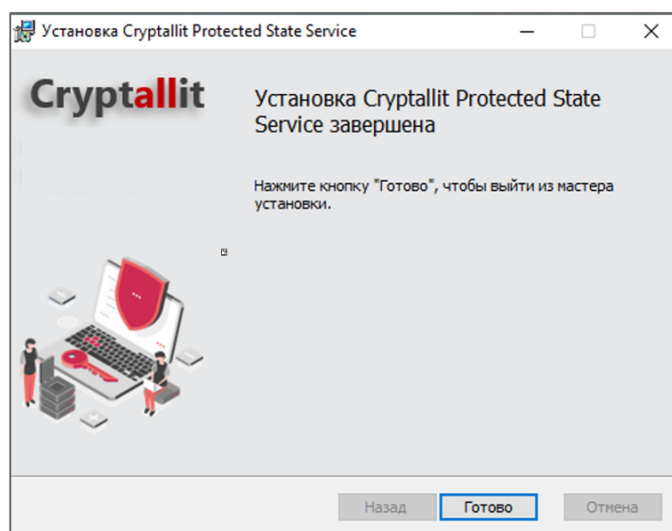 Установка Cryptallit Protected State Service
Cryptallit
Установка Cryptallit Protected State
Service завершена
Нажмите кнопку "Готово", чтобы выйти из мастера
установки.
Назад
Готово
Отмена